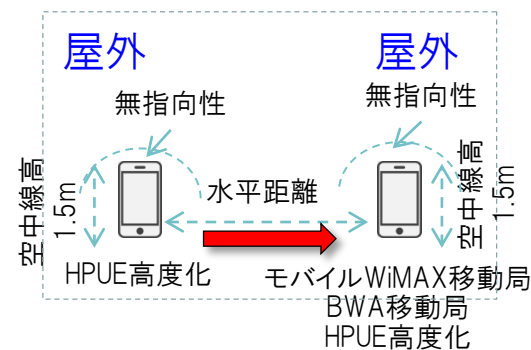 屋外
屋外
無指向性
無指向性
空中線高
1.5m
水平距離
空中線高
1.5m
HPUE高度化
モバイルWiMAX移動局
BWA移動局
HPUE高度化